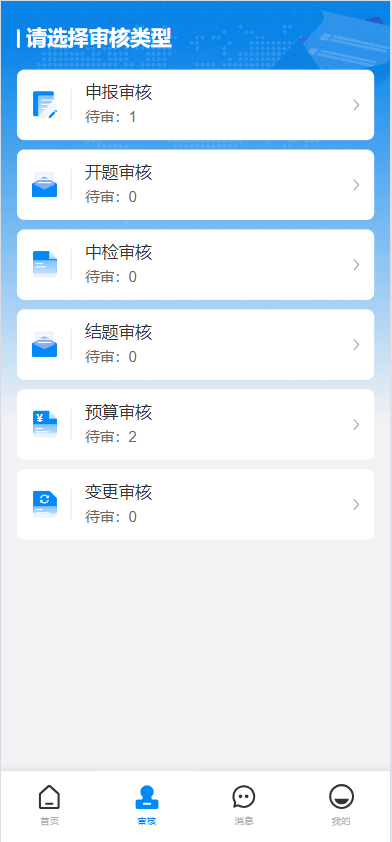 请选择审核类型
申报审核
待审：1
开题审核
待审：0
中检审核
待审：0
结题审核
待审：0
预算审核
待审：2
变更审核
待审：0
首页
审核
消息
我的